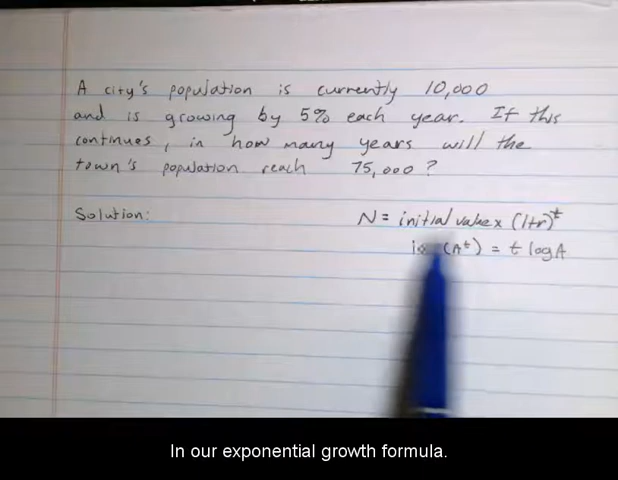 A city's population is currently 10,000
and is growing by 5% each year. If this
continues, in how many years will the
town's population reach 75,000?
Solution:
N = initial value x (1+r)^t
(A^t) = t log A
In our exponential growth formula.